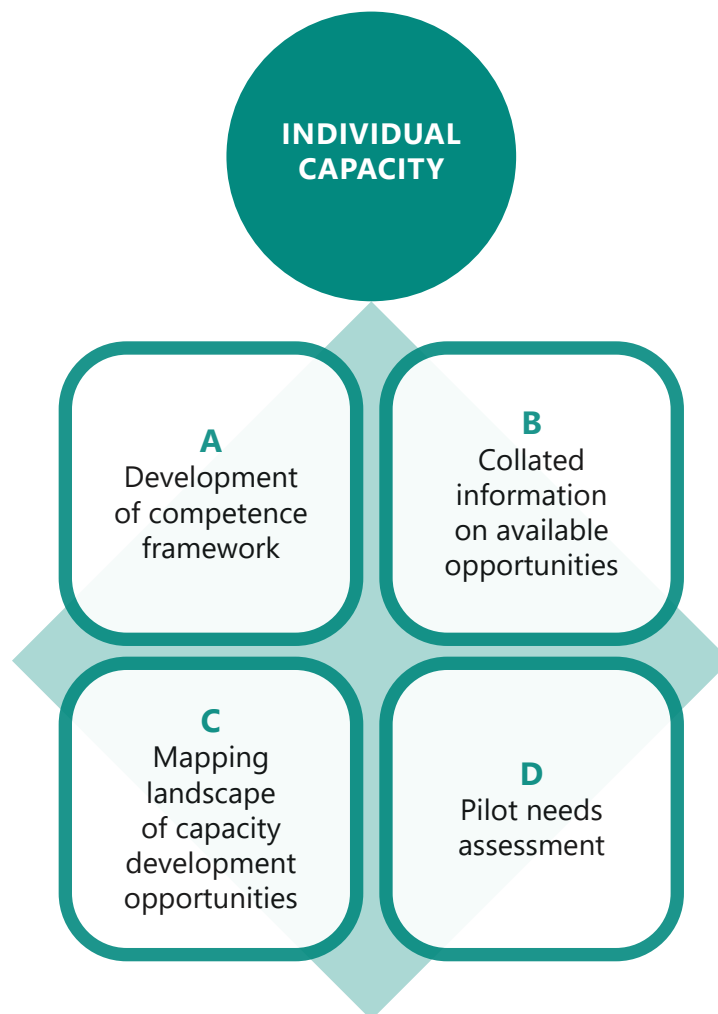 INDIVIDUAL
CAPACITY
A
Development
of competence
framework
B
Collated
information
on available
opportunities
C
Mapping
landscape
of capacity
development
opportunities
D
Pilot needs
assessment